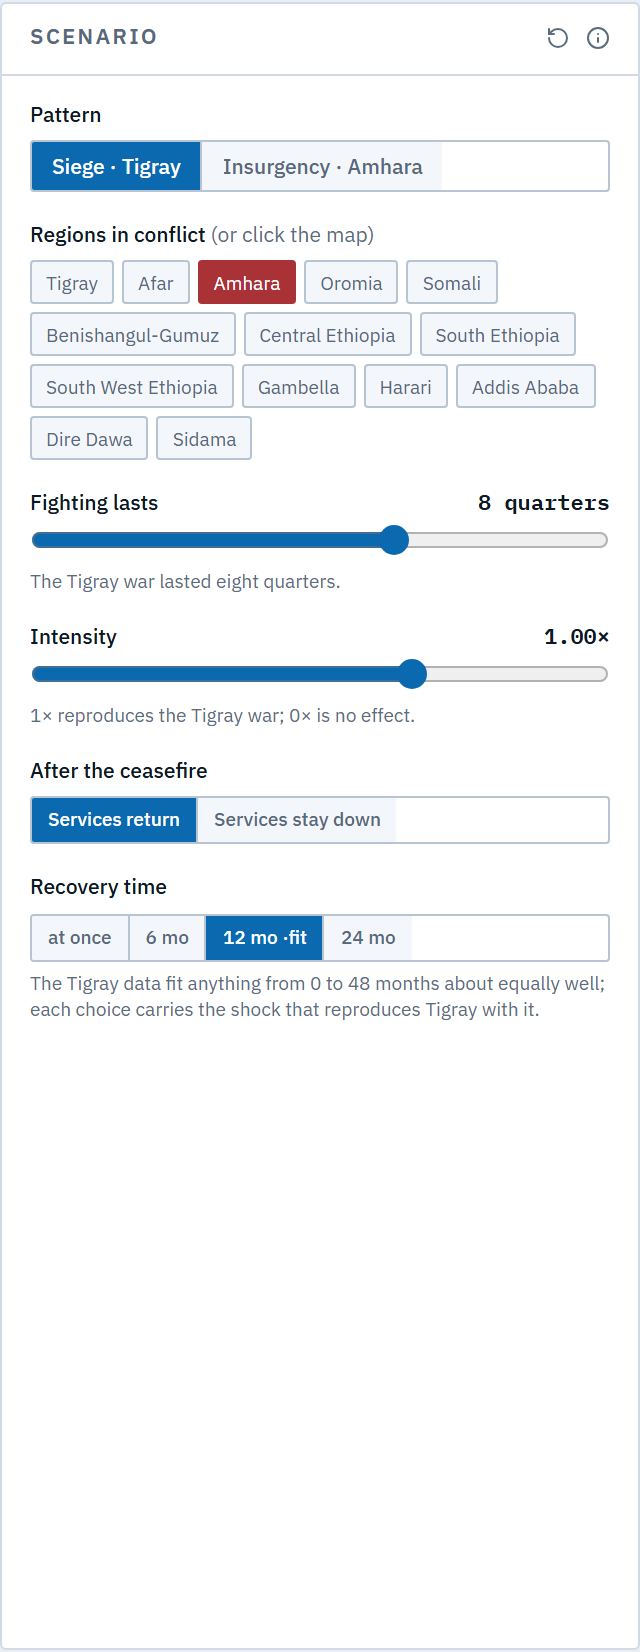 SCENARIO
Pattern
Siege · Tigray Insurgency · Amhara
Regions in conflict (or click the map)
Tigray Afar Amhara Oromia Somali
Benishangul-Gumuz Central Ethiopia South Ethiopia
South West Ethiopia Gambella Harari Addis Ababa
Dire Dawa Sidama
Fighting lasts 8 quarters
The Tigray war lasted eight quarters.
Intensity 1.00×
1× reproduces the Tigray war; 0× is no effect.
After the ceasefire
Services return Services stay down
Recovery time
at once 6 mo 12 mo ·fit 24 mo
The Tigray data fit anything from 0 to 48 months about equally well;
each choice carries the shock that reproduces Tigray with it.